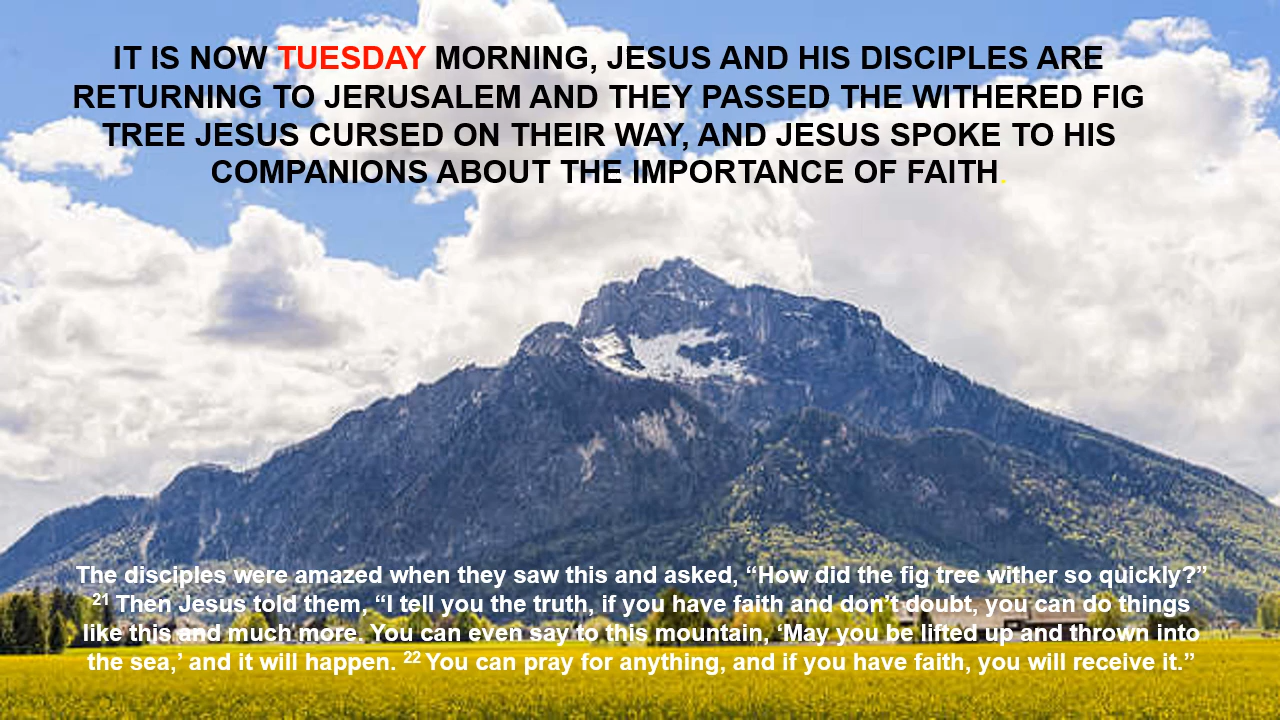 IT IS NOW TUESDAY MORNING, JESUS AND HIS DISCIPLES ARE
RETURNING TO JERUSALEM AND THEY PASSED THE WITHERED FIG
TREE JESUS CURSED ON THEIR WAY, AND JESUS SPOKE TO HIS
COMPANIONS ABOUT THE IMPORTANCE OF FAITH.
The disciples were amazed when they saw this and asked, “How did the fig tree wither so quickly?”
21 Then Jesus told them, “I tell you the truth, if you have faith and don’t doubt, you can do things
like this and much more. You can even say to this mountain, ‘May you be lifted up and thrown into
the sea,’ and it will happen. 22 You can pray for anything, and if you have faith, you will receive it.”